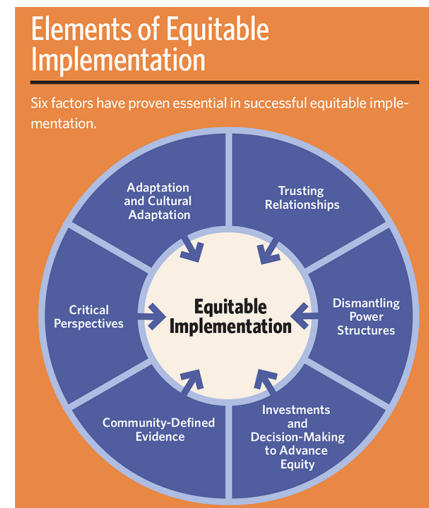 Elements of Equitable
Implementation
Six factors have proven essential in successful equitable imple-
mentation.
Adaptation
and Cultural
Adaptation
Trusting
Relationships
Critical
Perspectives
Equitable
Implementation
Dismantling
Power
Structures
Community-Defined
Evidence
Investments
and
Decision-Making
to Advance
Equity